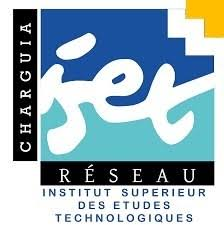 CHARGUIA
iset
RÉSEAU
INSTITUT SUPERIEUR
DES ETUDES
TECHNOLOGIQUES